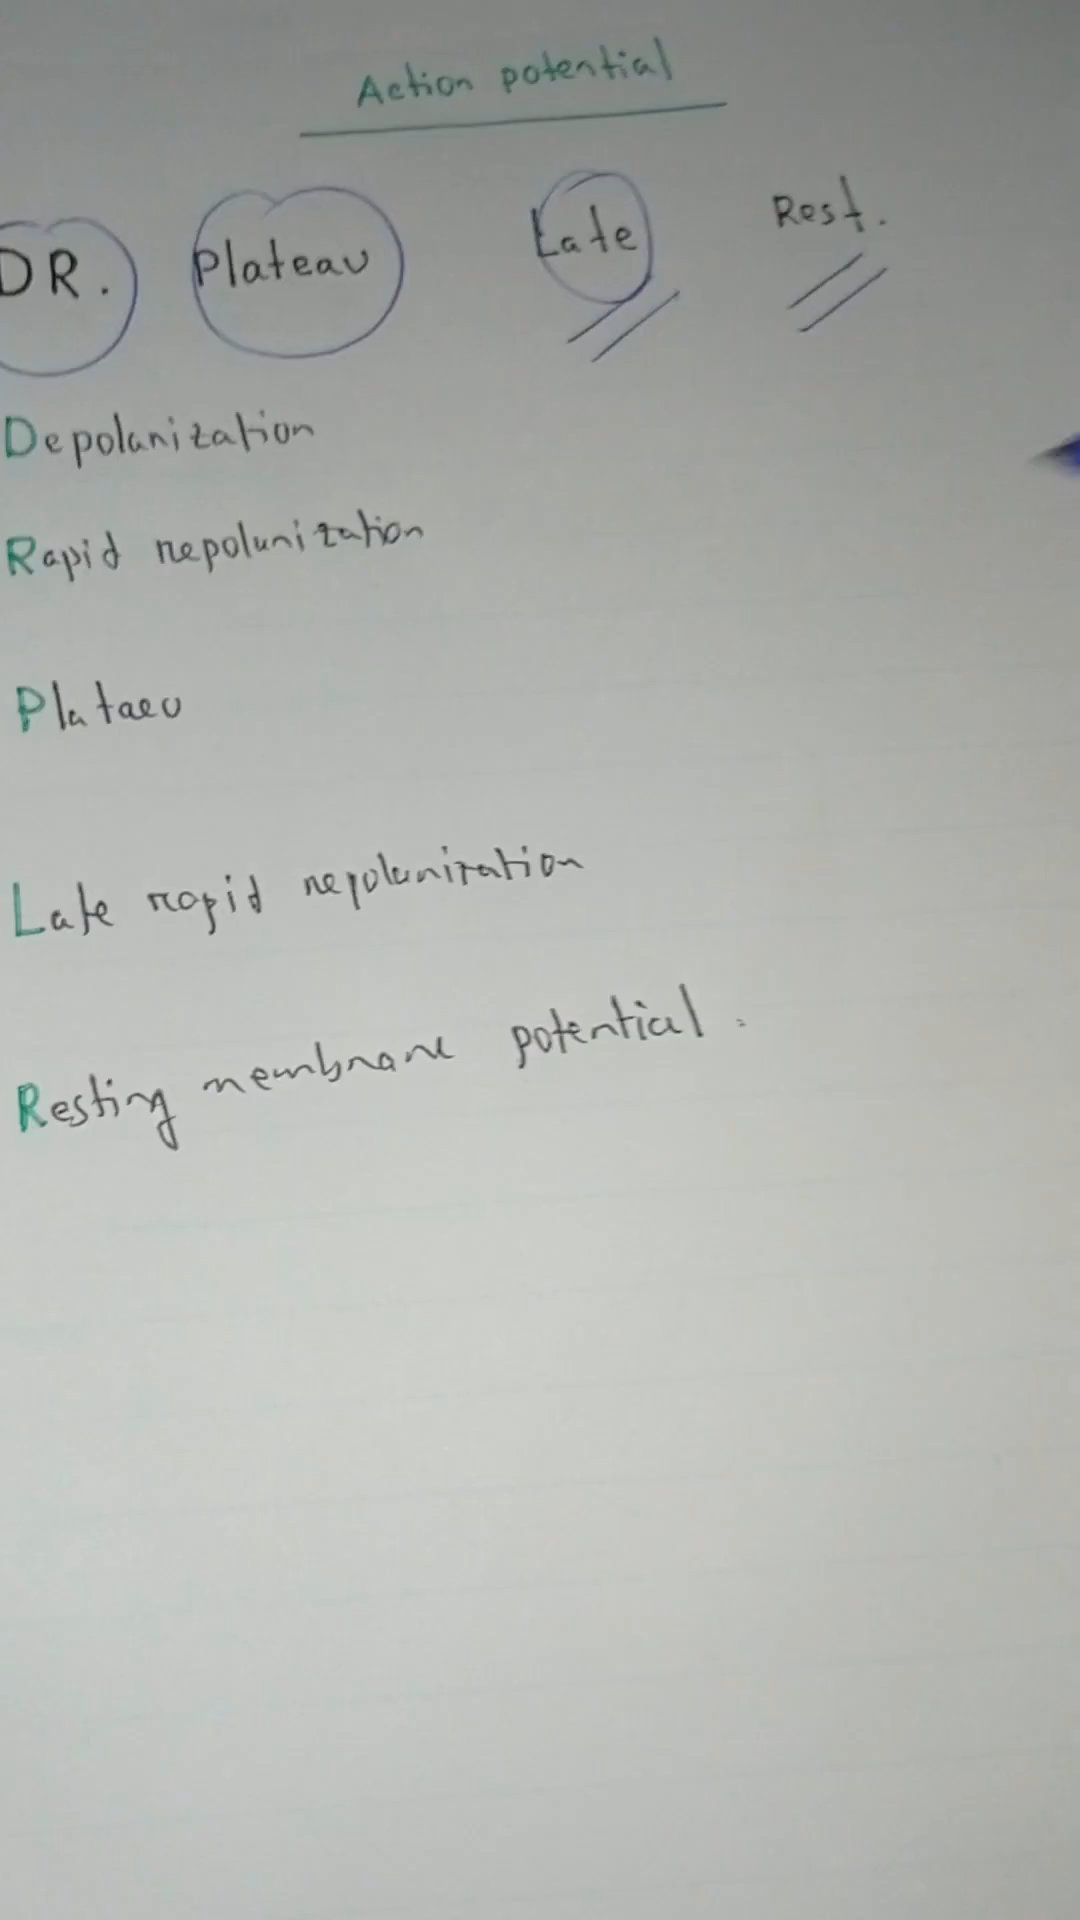 Action potential
DR. Plateau Late Rest.
Depolarization
Rapid repolarization
Plataeu
Late rapid repolarization
Resting membrane potential.